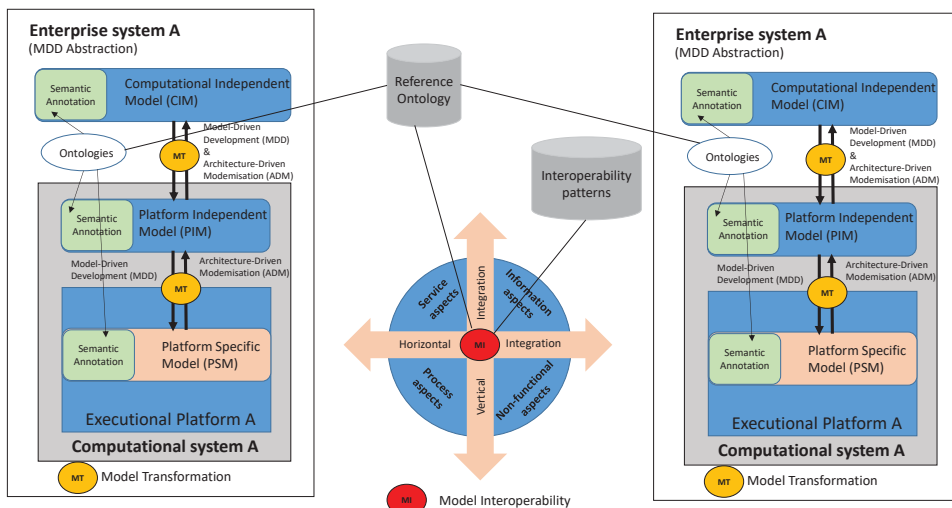 Enterprise system A
(MDD Abstraction)
Semantic
Annotation
Computational Independent
Model (CIM)
Ontologies
MT
Model-Driven
Development (MDD)
&
Architecture-Driven
Modemisation (ADM)
Semantic
Annotation
Platform Independent
Model (PIM)
Model-Driven
Development (MDD)
MT
Architecture-Driven
Modemisation (ADM)
Semantic
Annotation
Platform Specific
Model (PSM)
Executional Platform A
Computational system A
MT
Model Transformation
Reference
Ontology
Interoperability
patterns
Service
aspects
Integration
Information
aspects
Horizontal
MI
Integration
Process
aspects
Vertical
Non-functional
aspects
MI
Model Interoperability
Enterprise system A
(MDD Abstraction)
Semantic
Annotation
Computational Independent
Model (CIM)
Ontologies
MT
Model-Driven
Development (MDD)
&
Architecture-Driven
Modemisation (ADM)
Semantic
Annotation
Platform Independent
Model (PIM)
Model-Driven
Development (MDD)
MT
Architecture-Driven
Modemisation (ADM)
Semantic
Annotation
Platform Specific
Model (PSM)
Executional Platform A
Computational system A
MT
Model Transformation